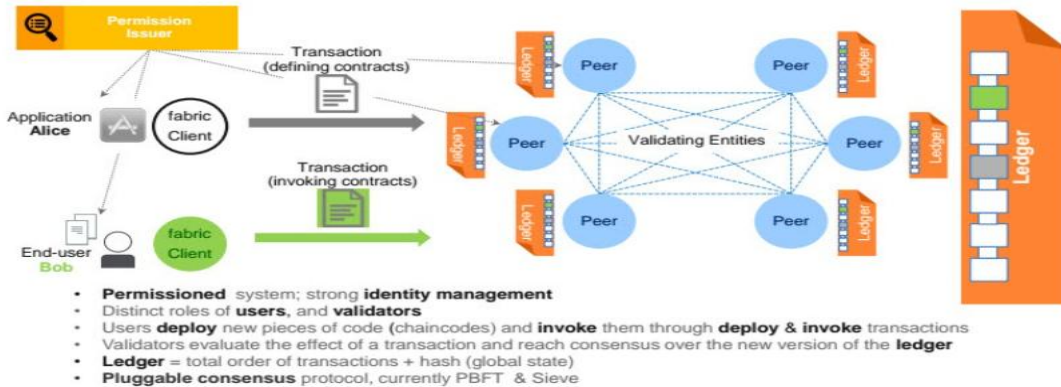 Permission
Issuer
Transaction
(defining contracts)
Ledger
Peer
Peer
Ledger
Ledger
Application
Alice
fabric
Client
Ledger
Peer
Validating Entities
Peer
Ledger
Transaction
(invoking contracts)
End-user
Bob
fabric
Client
Ledger
Peer
Peer
Ledger
• Permissioned system; strong identity management
• Distinct roles of users, and validators
• Users deploy new pieces of code (chaincodes) and invoke them through deploy & invoke transactions
• Validators evaluate the effect of a transaction and reach consensus over the new version of the ledger
• Ledger = total order of transactions + hash (global state)
• Pluggable consensus protocol, currently PBFT & Sieve